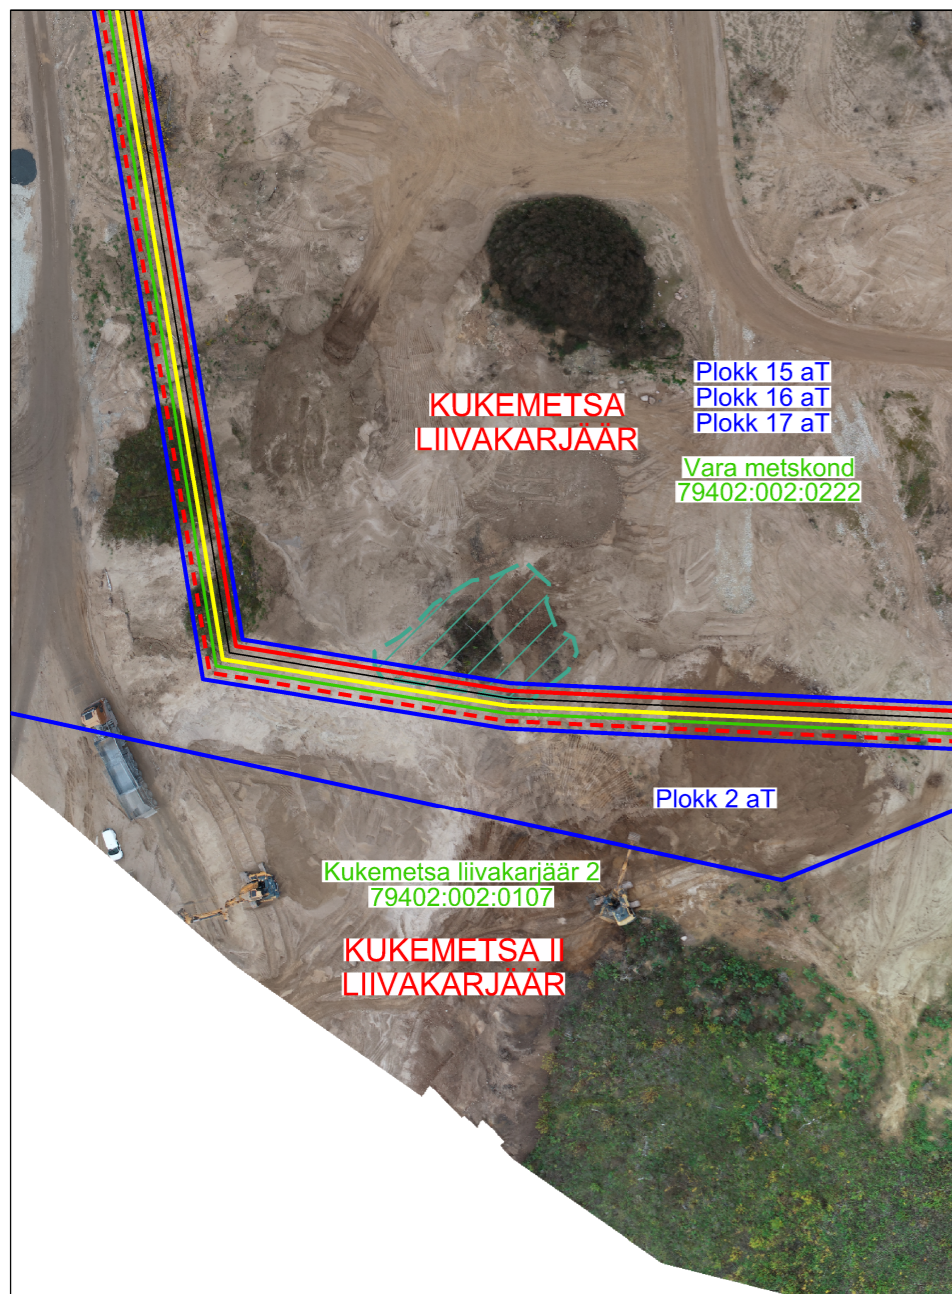 Plokk 15 aT
Plokk 16 aT
Plokk 17 aT
KUKEMETSA
LIIVAKARJÄÄR
Vara metskond
79402:002:0222
Plokk 2 aT
Kukemetsa liivakarjäär 2
79402:002:0107
KUKEMETSA II
LIIVAKARJÄÄR